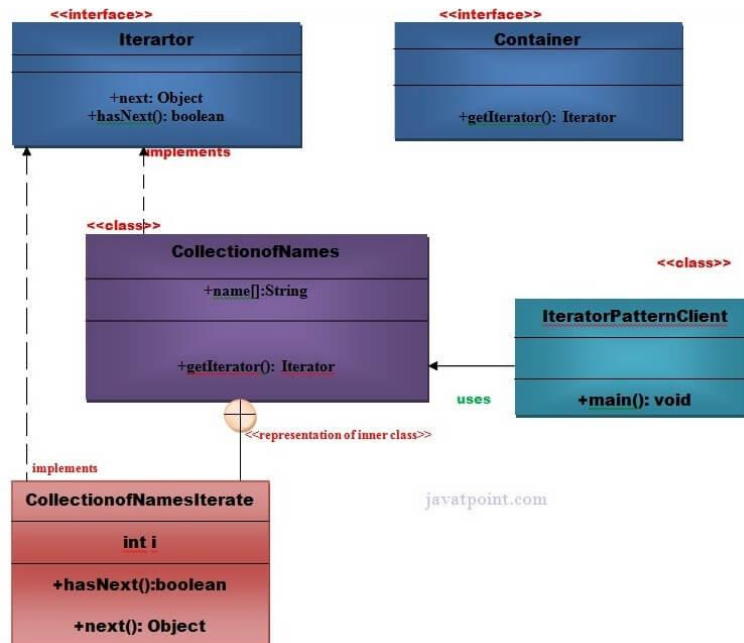 <<interface>>
Iterartor
+next: Object
+hasNext(): boolean
<<interface>>
Container
+getIterator(): Iterator
implements
<<class>>
CollectionofNames
+name[]:String
+getIterator(): Iterator
<<class>>
IteratorPatternClient
+main(): void
uses
<<representation of inner class>>
implements
CollectionofNamesIterate
int i
+hasNext():boolean
+next(): Object
javatpoint.com